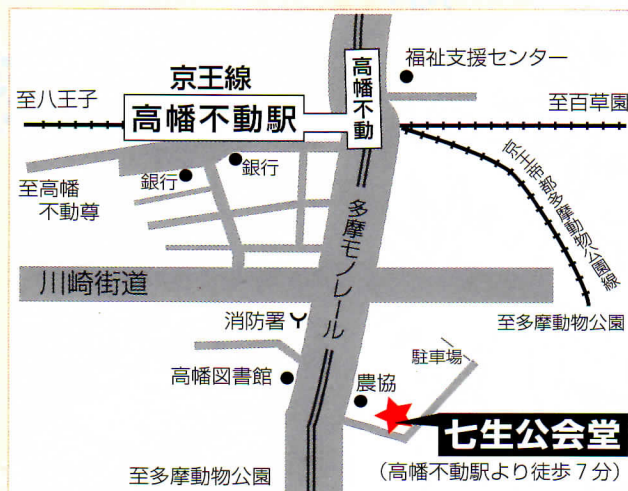 福祉支援センター
京王線
高幡不動
至八王子
高幡不動駅
至百草園
銀行
銀行
至高幡
不動尊
京王帝都多摩動物公園線
多摩モノレール
川崎街道
消防署
至多摩動物公園
駐車場
高幡図書館
農協
七生公会堂
(高幡不動駅より徒歩7分)
至多摩動物公園